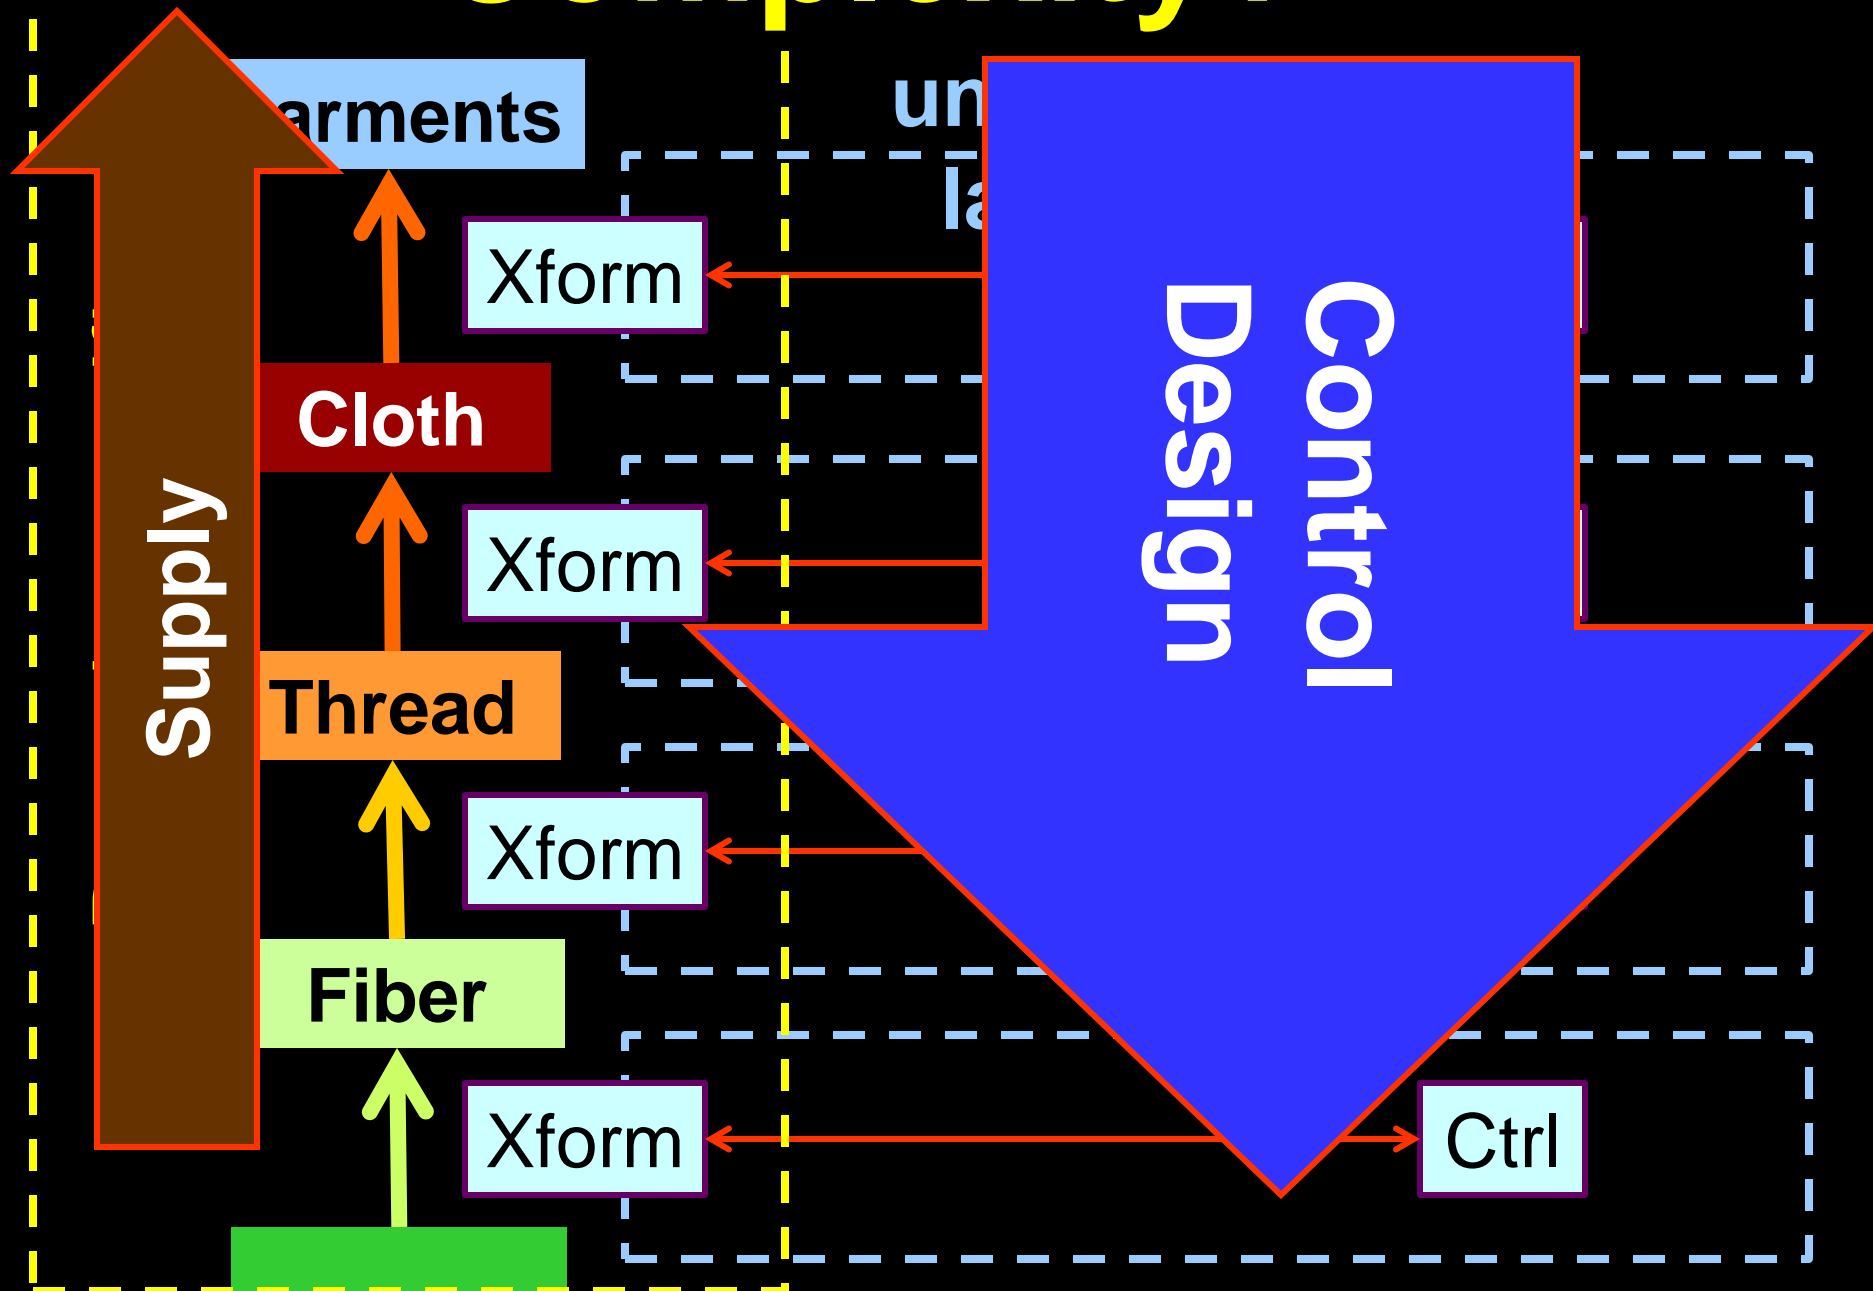 arments
un
la
Xform
Cloth
Xform
Thread
Xform
Fiber
Xform
Ctrl
Supply
Control
Design